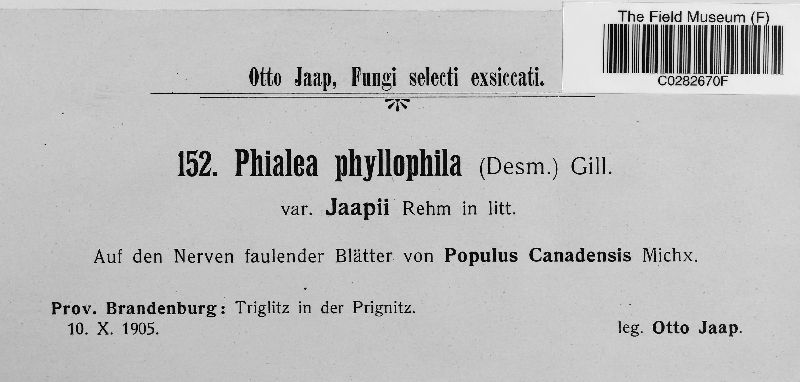 The Field Museum (F)
C0282670F
Otto Jaap, Fungi selecti exsiccati.
152. Phialea phyllophila (Desm.) Gill.
var. Jaapii Rehm in litt.
Auf den Nerven faulender Blätter von Populus Canadensis Michx.
Prov. Brandenburg: Triglitz in der Prignitz.
10. X. 1905.
leg. Otto Jaap.